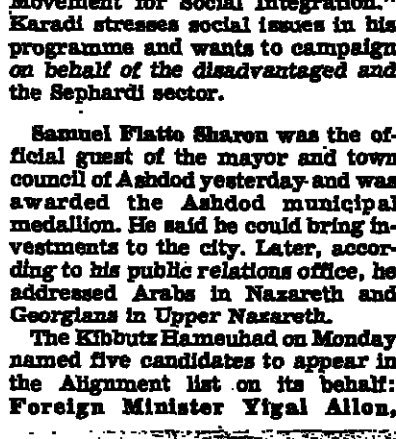 Movement for Social Integration."
Karadi stresses social issues in his
programme and wants to campaign
on behalf of the disadvantaged and
the Sephardi sector.
Samuel Flatto Sharon was the of-
ficial guest of the mayor and town
council of Ashdod yesterday and was
awarded the Ashdod municipal
medallion. He said he could bring in-
vestments to the city. Later, accor-
ding to his public relations office, he
addressed Arabs in Nazareth and
Georgians in Upper Nazareth.
The Kibbutz Hameuhad on Monday
named five candidates to appear in
the Alignment list on its behalf:
Foreign Minister Yigal Allon,